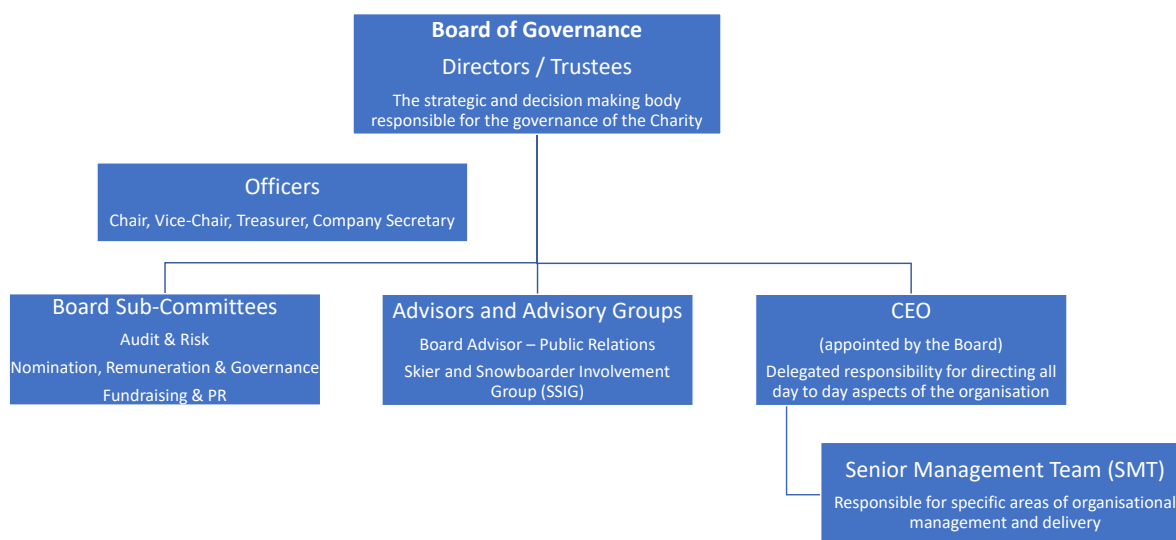 Board of Governance
Directors / Trustees
The strategic and decision making body
responsible for the governance of the Charity
Officers
Chair, Vice-Chair, Treasurer, Company Secretary
Board Sub-Committees
Audit & Risk
Nomination, Remuneration & Governance
Fundraising & PR
Advisors and Advisory Groups
Board Advisor – Public Relations
Skier and Snowboarder Involvement
Group (SSIG)
CEO
(appointed by the Board)
Delegated responsibility for directing all
day to day aspects of the organisation
Senior Management Team (SMT)
Responsible for specific areas of organisational
management and delivery